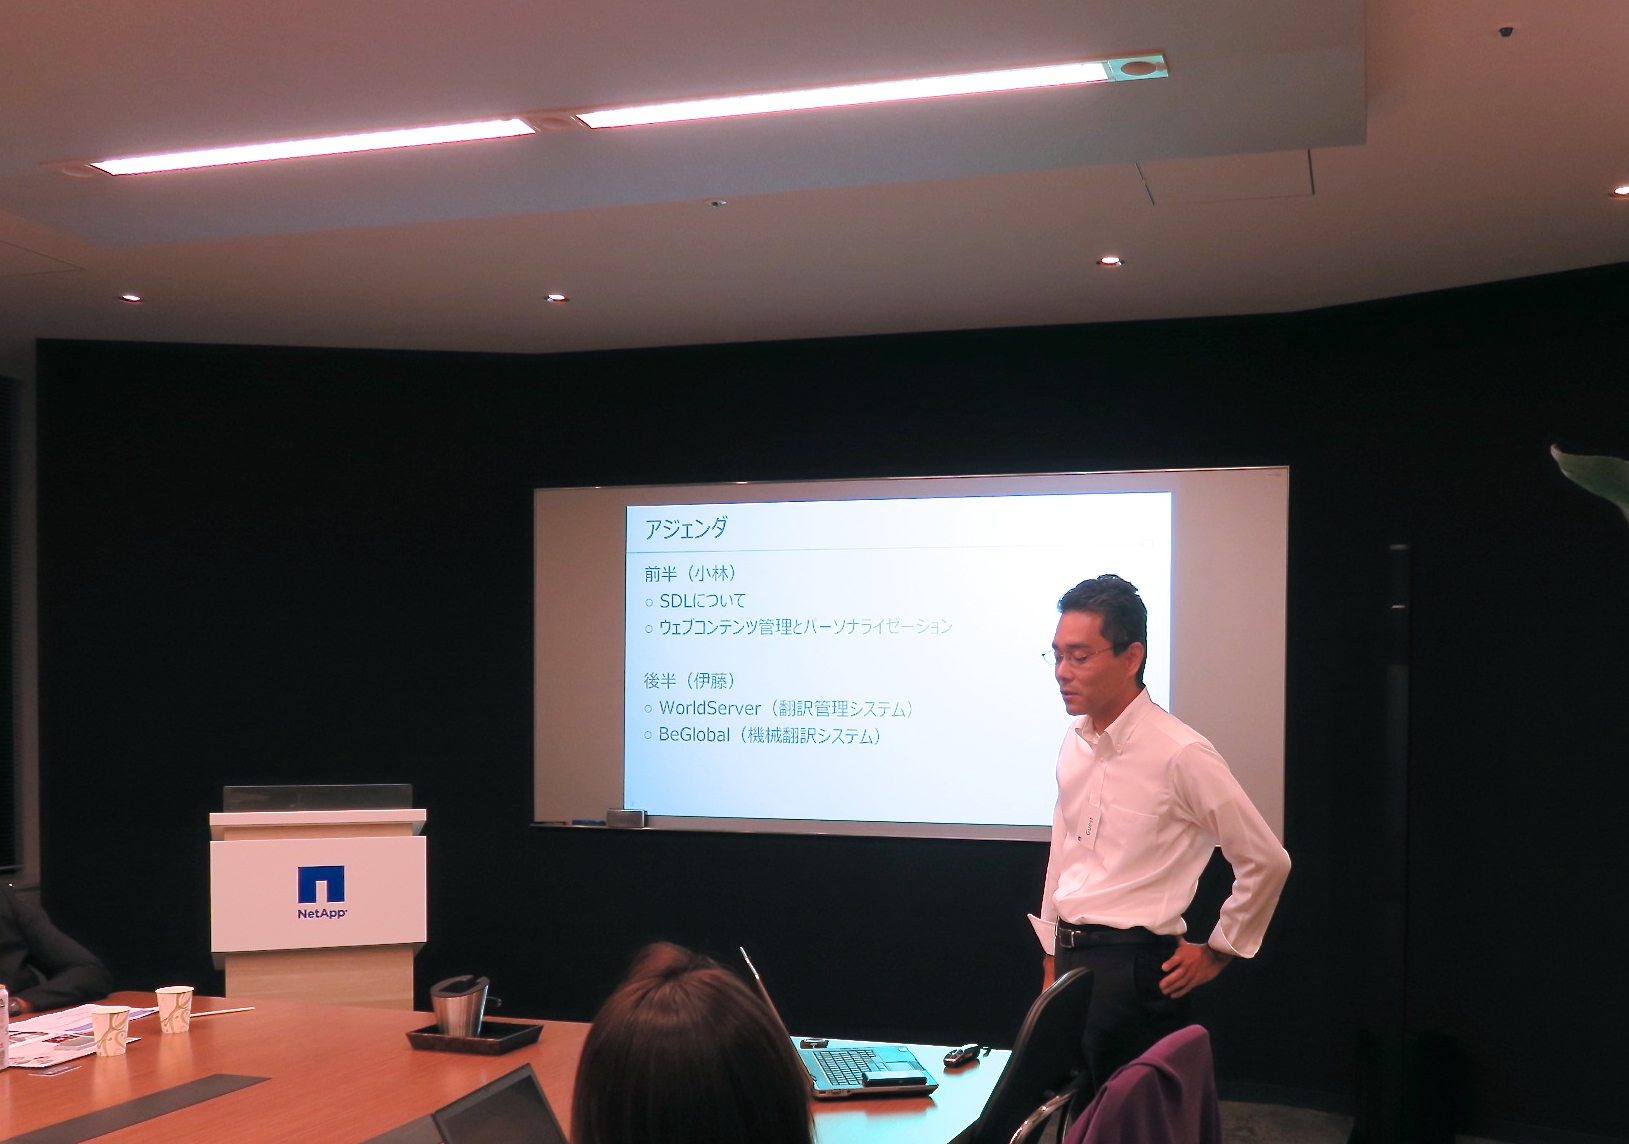 アジェンダ
前半（小林）
○ SDLについて
○ ウェブコンテンツ管理とパーソナライゼーション
後半（伊藤）
○ WorldServer（翻訳管理システム）
○ BeGlobal（機械翻訳システム）
NetApp
Guest